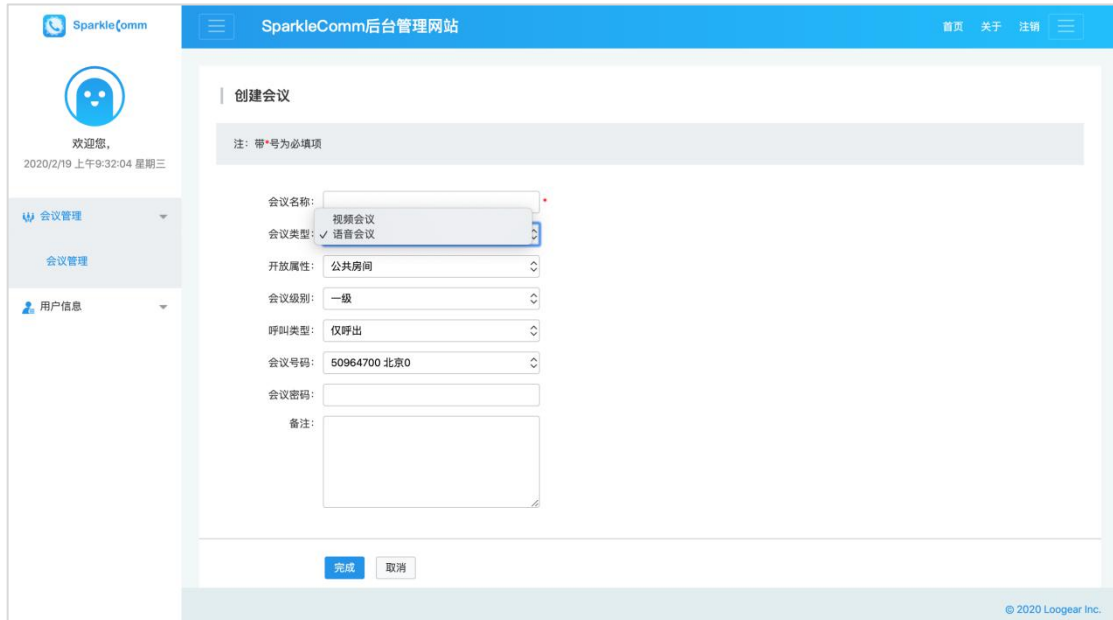 SparkleComm
SparkleComm后台管理网站
首页 关于 注销
欢迎您,
2020/2/19 上午9:32:04 星期三
会议管理
会议管理
用户信息
创建会议
注：带*号为必填项
会议名称： *
视频会议
会议类型： ✓ 语音会议
开放属性： 公共房间
会议级别： 一级
呼叫类型： 仅呼出
会议号码： 50964700 北京0
会议密码：
备注：
完成 取消
© 2020 Loogear Inc.